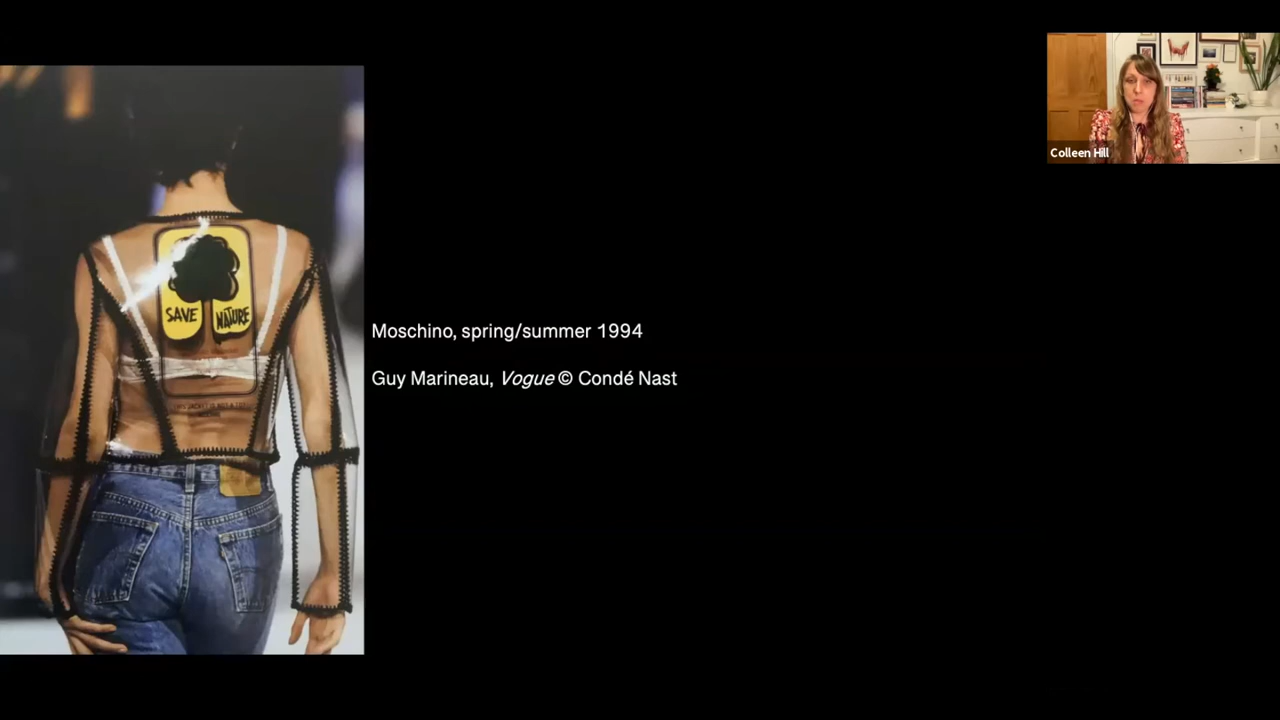 SAVE NATURE
Moschino, spring/summer 1994
Guy Marineau, Vogue © Condé Nast
Colleen Hill